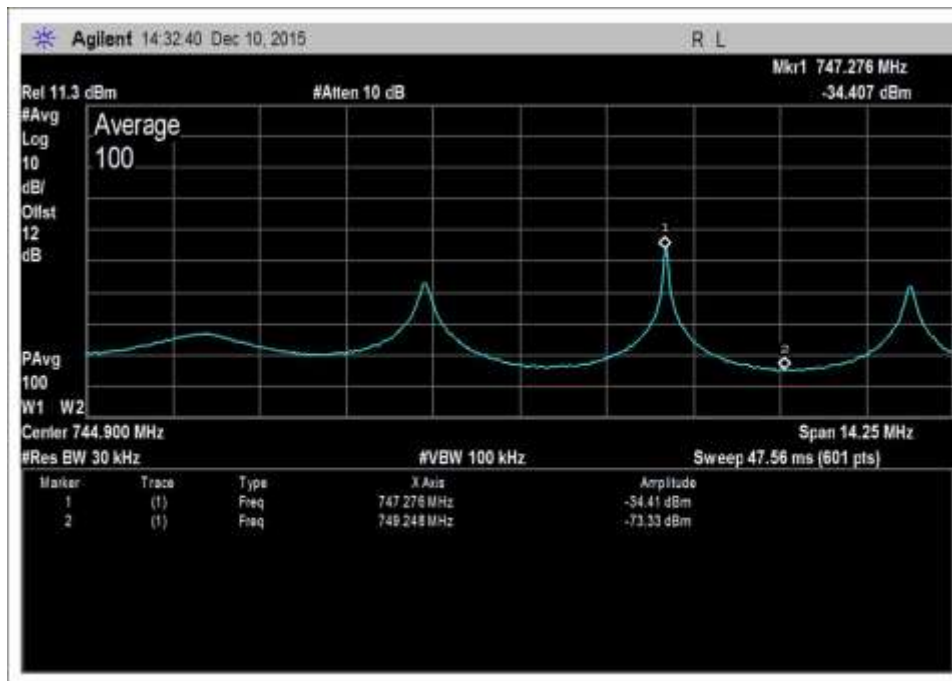 Agilent 14:32:40 Dec 10, 2015 R L
Mkr1 747.276 MHz
Ref 11.3 dBm #Atten 10 dB -34.407 dBm
#Avg
Log
10
dB/
Offst
12
dB
Average
100
1
2
PAvg
100
W1 W2
Center 744.900 MHz Span 14.25 MHz
#Res BW 30 kHz #VBW 100 kHz Sweep 47.56 ms (601 pts)
Marker Trace Type X Axis Amplitude
1 (1) Freq 747.276 MHz -34.41 dBm
2 (1) Freq 749.248 MHz -73.33 dBm